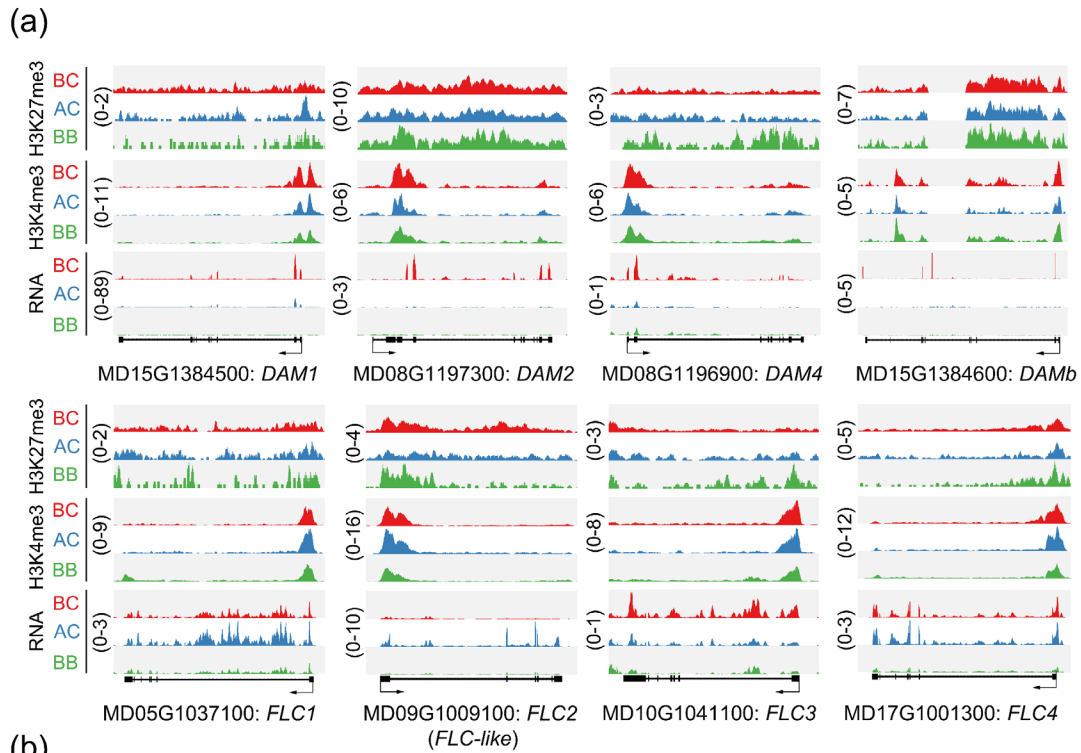 (a)
H3K27me3
BC
AC
BB
(0-2)
(0-10)
(0-3)
(0-7)
H3K4me3
BC
AC
BB
(0-11)
(0-6)
(0-6)
(0-5)
RNA
BC
AC
BB
(0-89)
(0-3)
(0-1)
(0-5)
MD15G1384500: DAM1
MD08G1197300: DAM2
MD08G1196900: DAM4
MD15G1384600: DAMb
H3K27me3
BC
AC
BB
(0-2)
(0-4)
(0-3)
(0-5)
H3K4me3
BC
AC
BB
(0-9)
(0-16)
(0-8)
(0-12)
RNA
BC
AC
BB
(0-3)
(0-10)
(0-1)
(0-3)
MD05G1037100: FLC1
MD09G1009100: FLC2
(FLC-like)
MD10G1041100: FLC3
MD17G1001300: FLC4
(b)